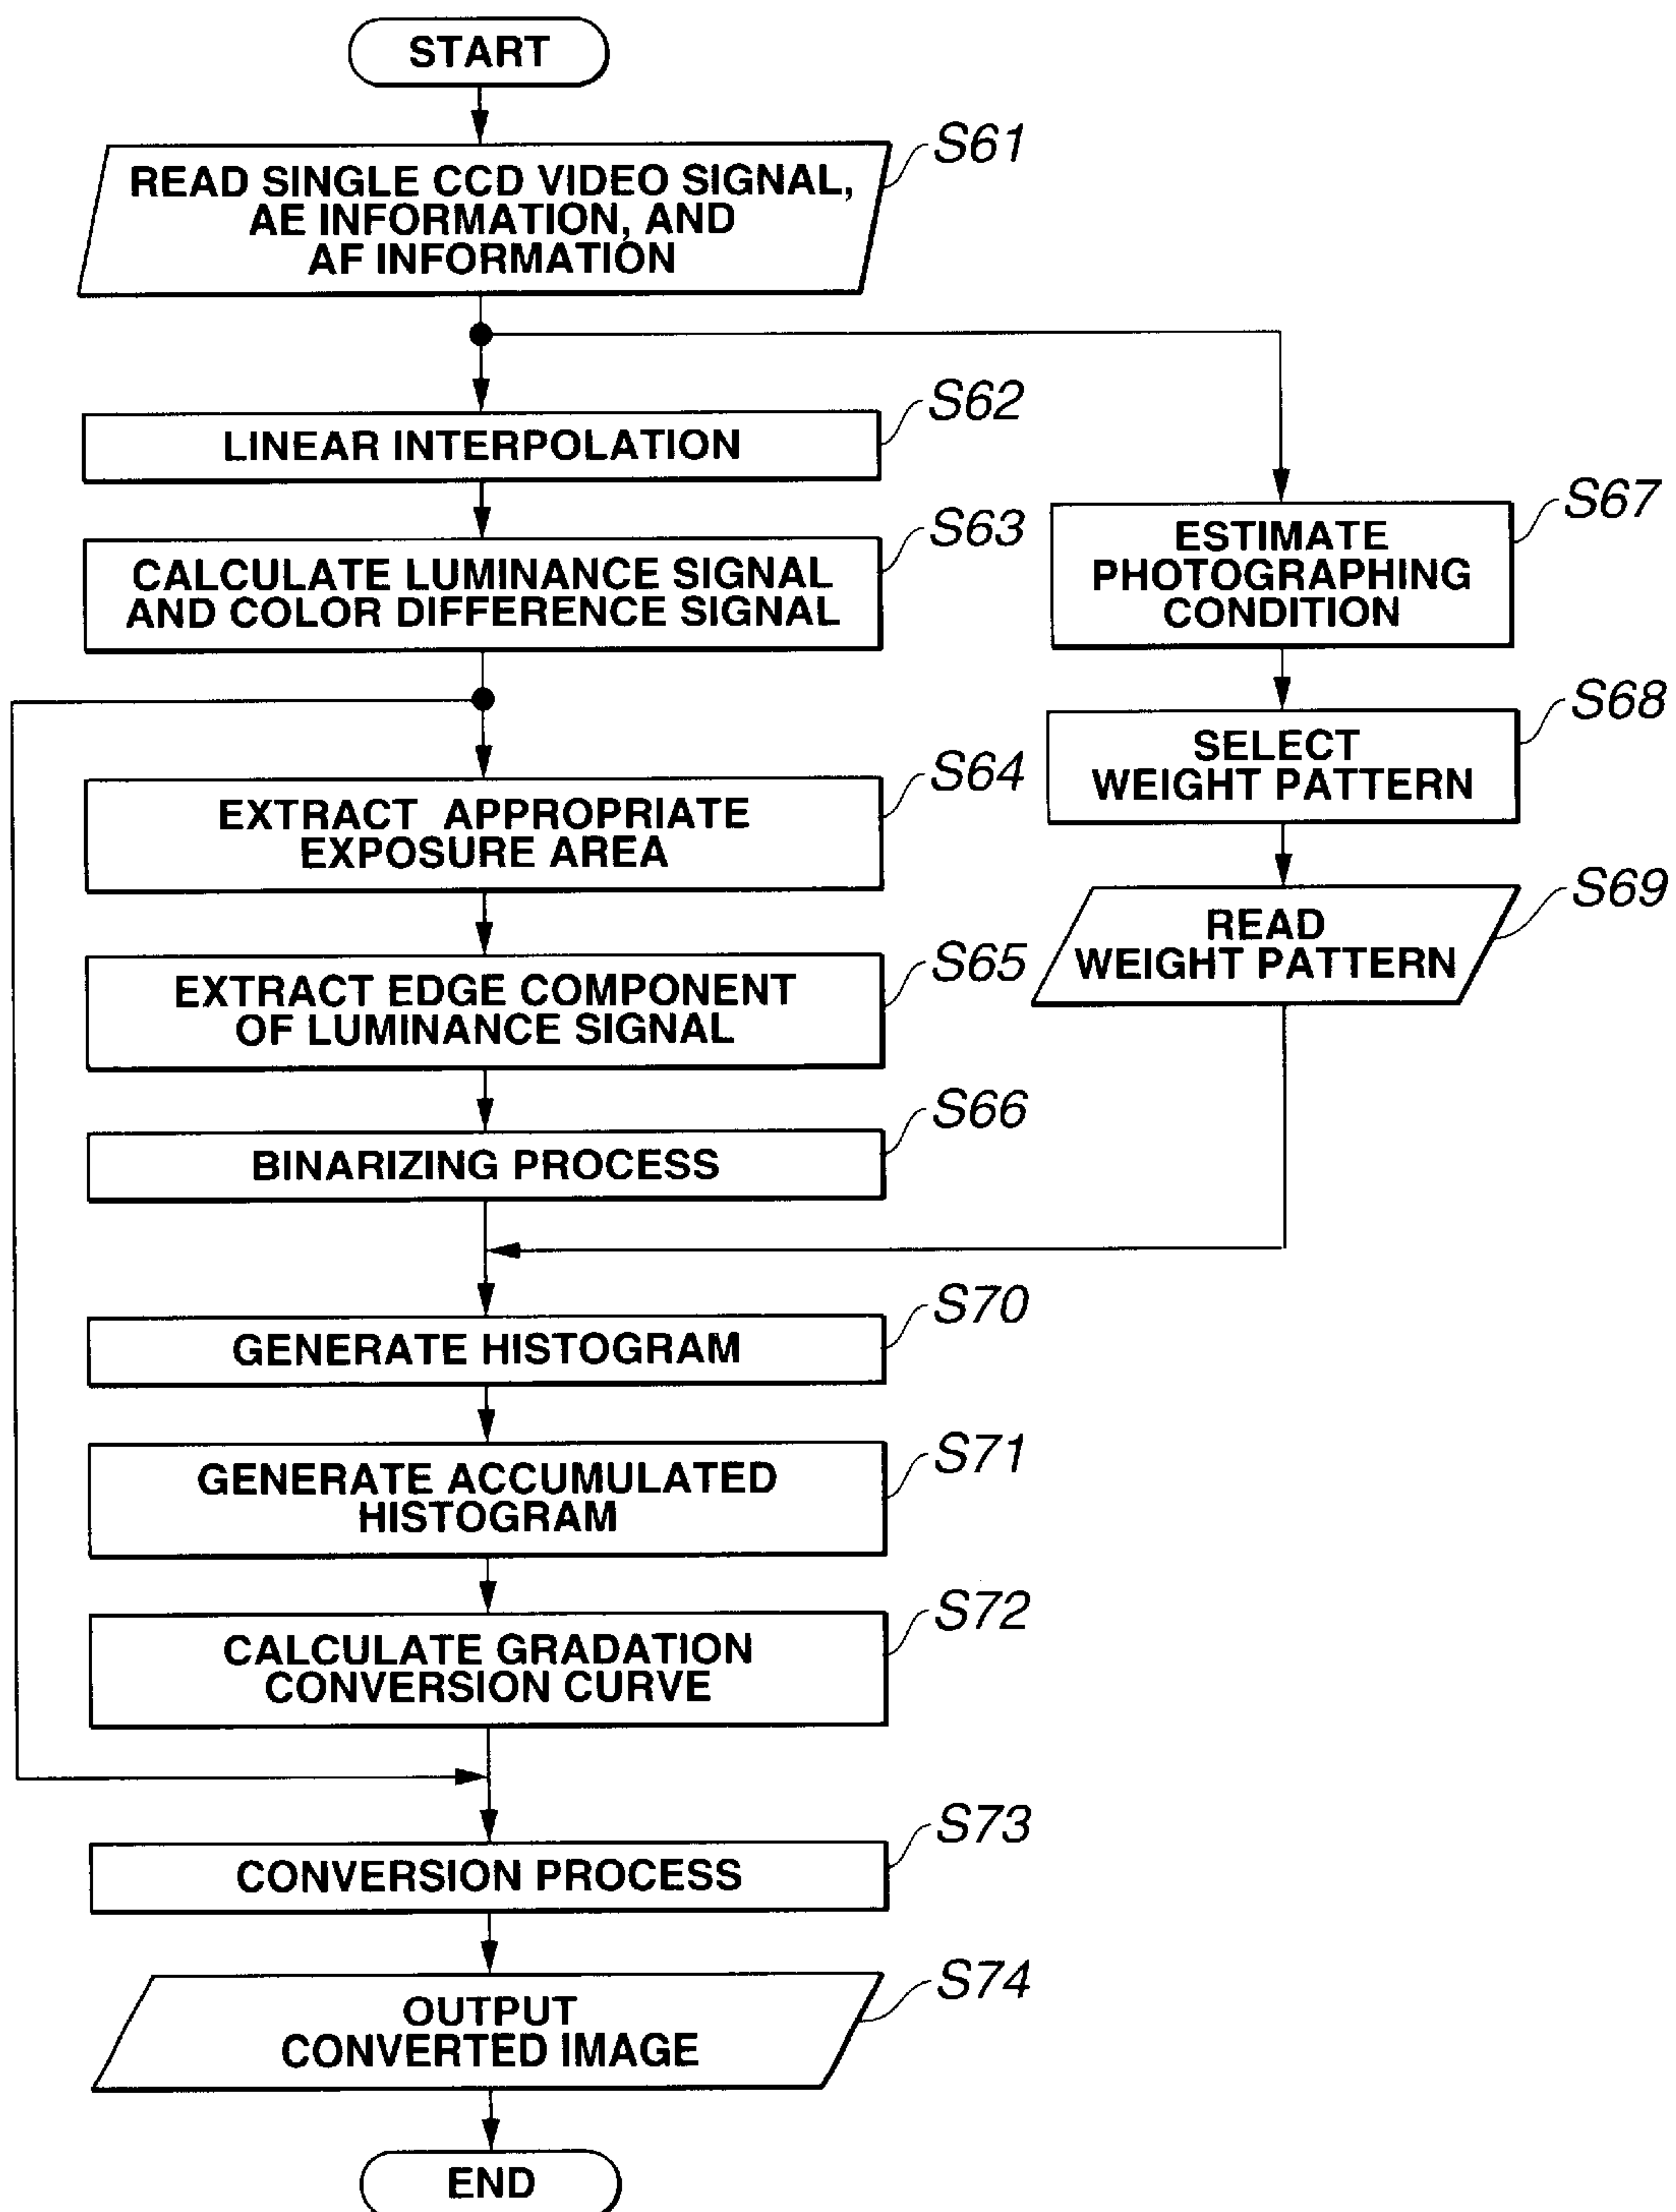 START
S61
READ SINGLE CCD VIDEO SIGNAL,
AE INFORMATION, AND
AF INFORMATION
S62
LINEAR INTERPOLATION
S63
CALCULATE LUMINANCE SIGNAL
AND COLOR DIFFERENCE SIGNAL
S67
ESTIMATE
PHOTOGRAPHING
CONDITION
S68
SELECT
WEIGHT PATTERN
S64
EXTRACT APPROPRIATE
EXPOSURE AREA
S69
READ
WEIGHT PATTERN
S65
EXTRACT EDGE COMPONENT
OF LUMINANCE SIGNAL
S66
BINARIZING PROCESS
S70
GENERATE HISTOGRAM
S71
GENERATE ACCUMULATED
HISTOGRAM
S72
CALCULATE GRADATION
CONVERSION CURVE
S73
CONVERSION PROCESS
S74
OUTPUT
CONVERTED IMAGE
END